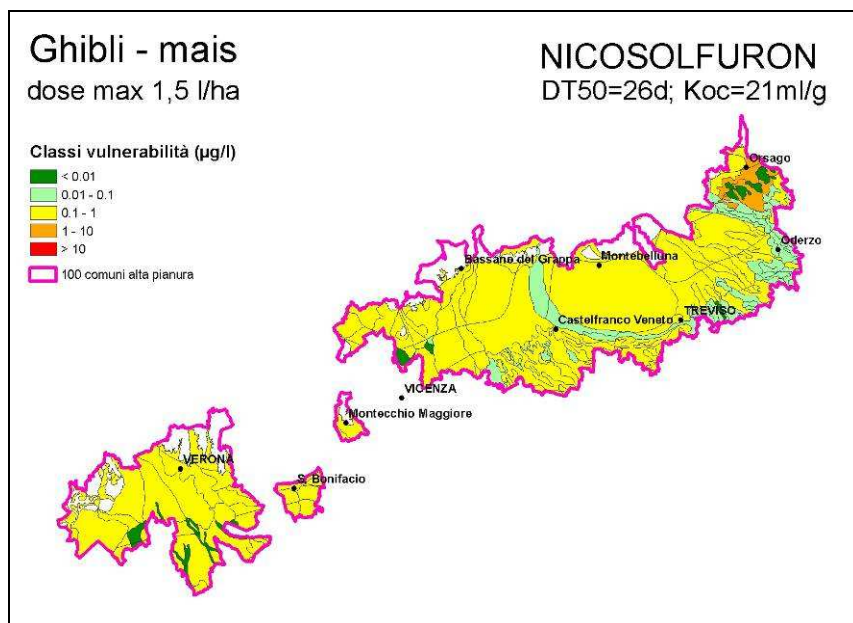 Ghibli - mais
dose max 1,5 l/ha
NICOSOLFURON
DT50=26d; Koc=21ml/g
Classi vulnerabilità (µg/l)
< 0.01
0.01 - 0.1
0.1 - 1
1 - 10
> 10
100 comuni alta pianura
Orsago
Oderzo
Bassano del Grappa
Montebelluna
TREVISO
Castelfranco Veneto
VICENZA
Montecchio Maggiore
VERONA
S. Bonifacio